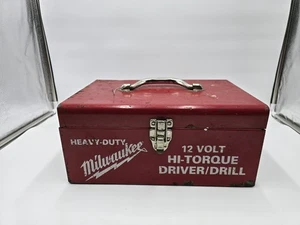 HEAVY-DUTY
Milwaukee
12 VOLT
HI-TORQUE
DRIVER/DRILL